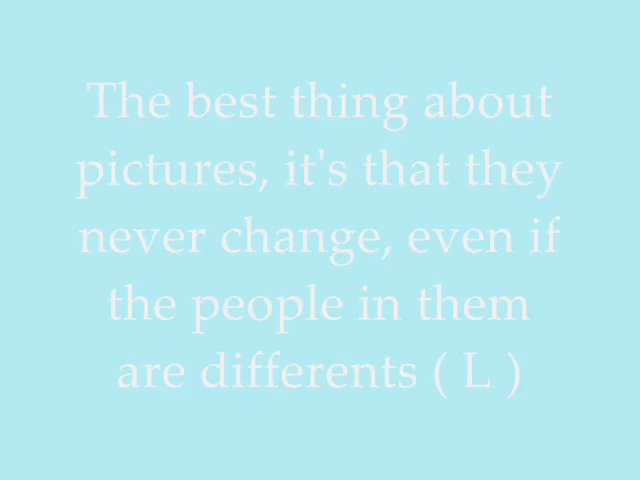 The best thing about
pictures, it's that they
never change, even if
the people in them
are differents ( L )